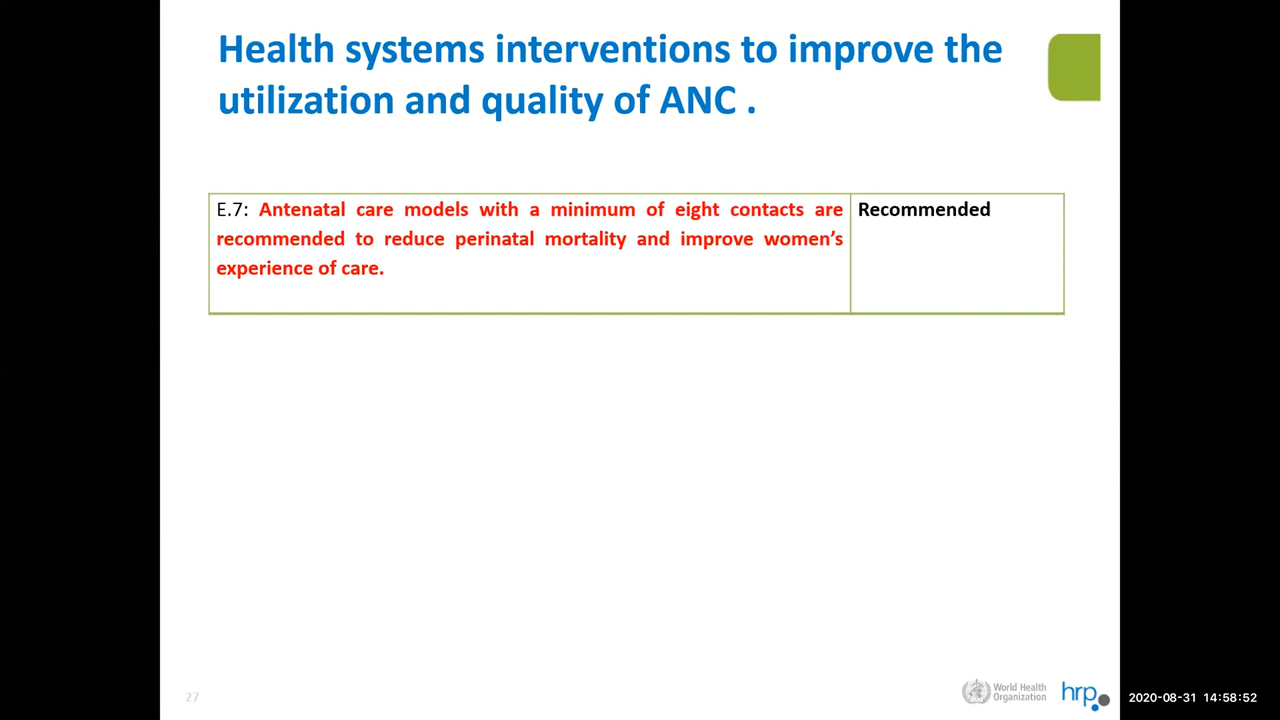 Health systems interventions to improve the
utilization and quality of ANC .
E.7: Antenatal care models with a minimum of eight contacts are
recommended to reduce perinatal mortality and improve women’s
experience of care.
Recommended
27
World Health
Organization
hrp
2020-08-31 14:58:52